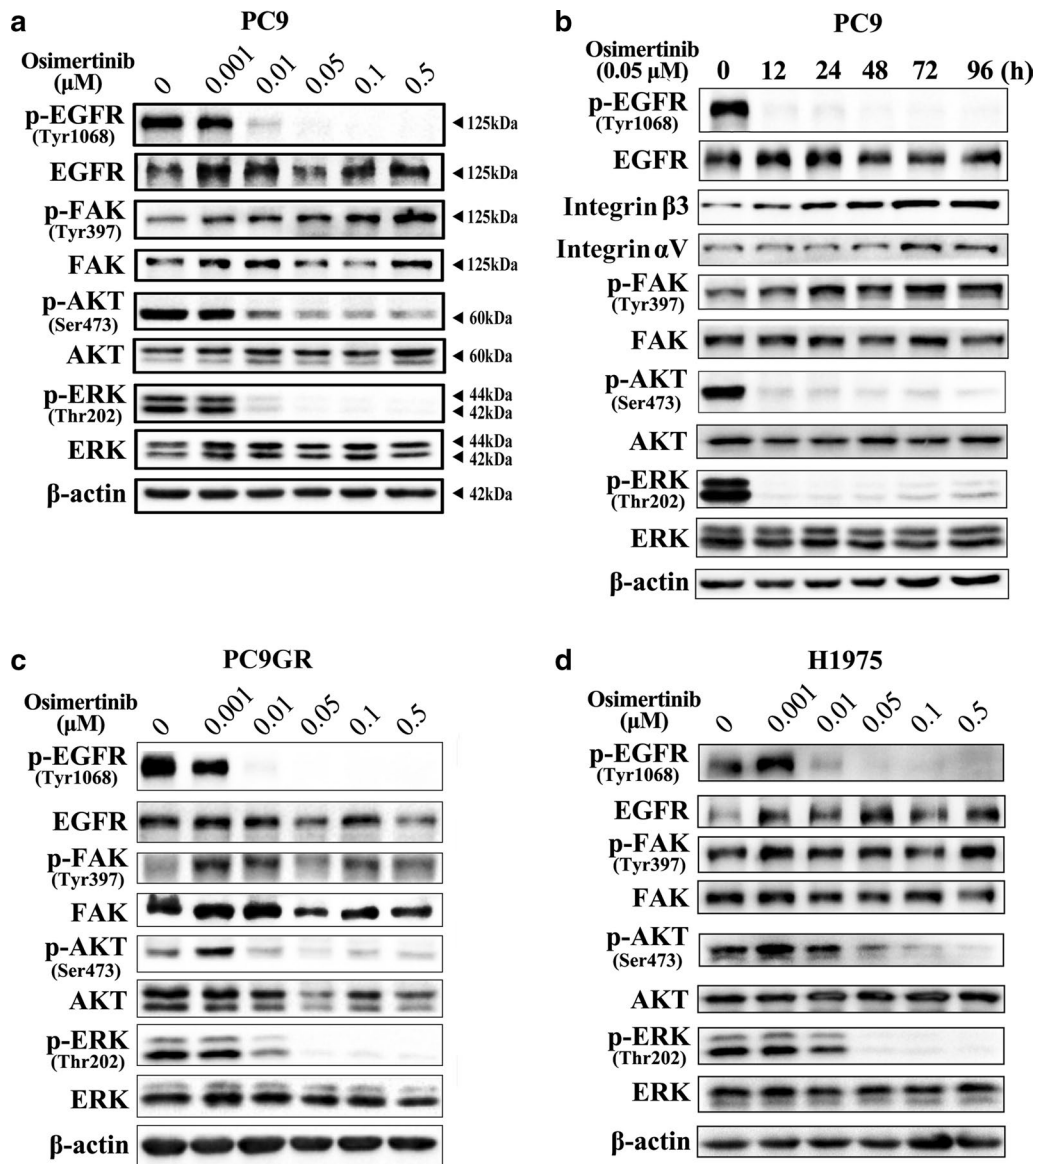 a
PC9
Osimertinib
(μM)
0 0.001 0.01 0.05 0.1 0.5
p-EGFR
(Tyr1068)
◄125kDa
EGFR
◄125kDa
p-FAK
(Tyr397)
◄125kDa
FAK
◄125kDa
p-AKT
(Ser473)
◄60kDa
AKT
◄60kDa
p-ERK
(Thr202)
◄44kDa
◄42kDa
ERK
◄44kDa
◄42kDa
β-actin
◄42kDa
b
PC9
Osimertinib
(0.05 μM) 0 12 24 48 72 96 (h)
p-EGFR
(Tyr1068)
EGFR
Integrin β3
Integrin αV
p-FAK
(Tyr397)
FAK
p-AKT
(Ser473)
AKT
p-ERK
(Thr202)
ERK
β-actin
c
PC9GR
Osimertinib
(μM)
0 0.001 0.01 0.05 0.1 0.5
p-EGFR
(Tyr1068)
EGFR
p-FAK
(Tyr397)
FAK
p-AKT
(Ser473)
AKT
p-ERK
(Thr202)
ERK
β-actin
d
H1975
Osimertinib
(μM)
0 0.001 0.01 0.05 0.1 0.5
p-EGFR
(Tyr1068)
EGFR
p-FAK
(Tyr397)
FAK
p-AKT
(Ser473)
AKT
p-ERK
(Thr202)
ERK
β-actin